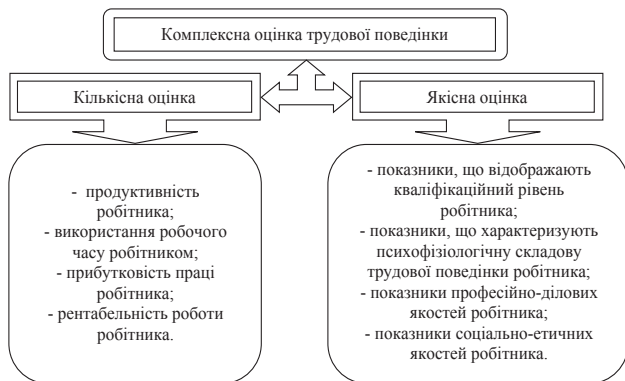 Комплексна оцінка трудової поведінки
Кількісна оцінка
Якісна оцінка
- продуктивність
робітника;
- використання робочого
часу робітником;
- прибутковість праці
робітника;
- рентабельність роботи
робітника.
- показники, що відображають
кваліфікаційний рівень
робітника;
- показники, що характеризують
психофізіологічну складову
трудової поведінки робітника;
- показники професійно-ділових
якостей робітника;
- показники соціально-етичних
якостей робітника.